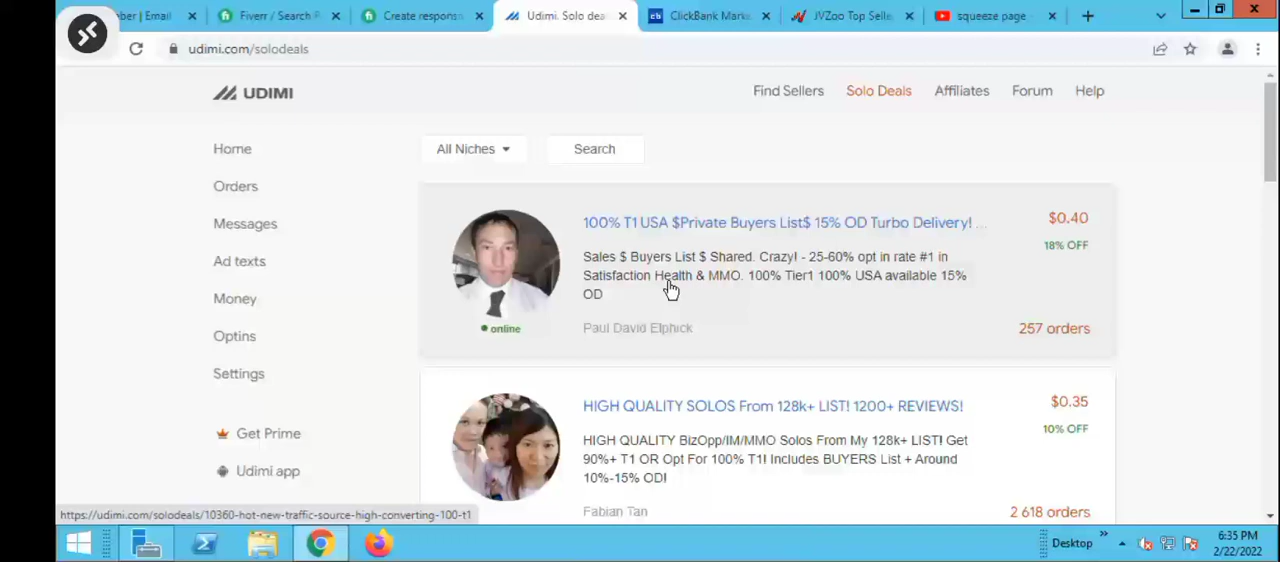 ber | Email
Fiverr / Search R
Create respons
Udimi. Solo dea
ClickBank Marke
JVZoo Top Selle
squeeze page
udimi.com/solodeals
UDIMI
Find Sellers
Solo Deals
Affiliates
Forum
Help
Home
Orders
Messages
Ad texts
Money
Optins
Settings
Get Prime
Udimi app
All Niches
Search
100% T1 USA $Private Buyers List$ 15% OD Turbo Delivery! ...
$0.40
18% OFF
Sales $ Buyers List $ Shared. Crazy! - 25-60% opt in rate #1 in
Satisfaction Health & MMO. 100% Tier1 100% USA available 15%
OD
online
Paul David Elphick
257 orders
HIGH QUALITY SOLOS From 128k+ LIST! 1200+ REVIEWS!
$0.35
10% OFF
HIGH QUALITY BizOpp/IM/MMO Solos From My 128k+ LIST! Get
90%+ T1 OR Opt For 100% T1! Includes BUYERS List + Around
10%-15% OD!
Fabian Tan
2 618 orders
https://udimi.com/solodeals/10360-hot-new-traffic-source-high-converting-100-t1
Desktop
6:35 PM
2/22/2022